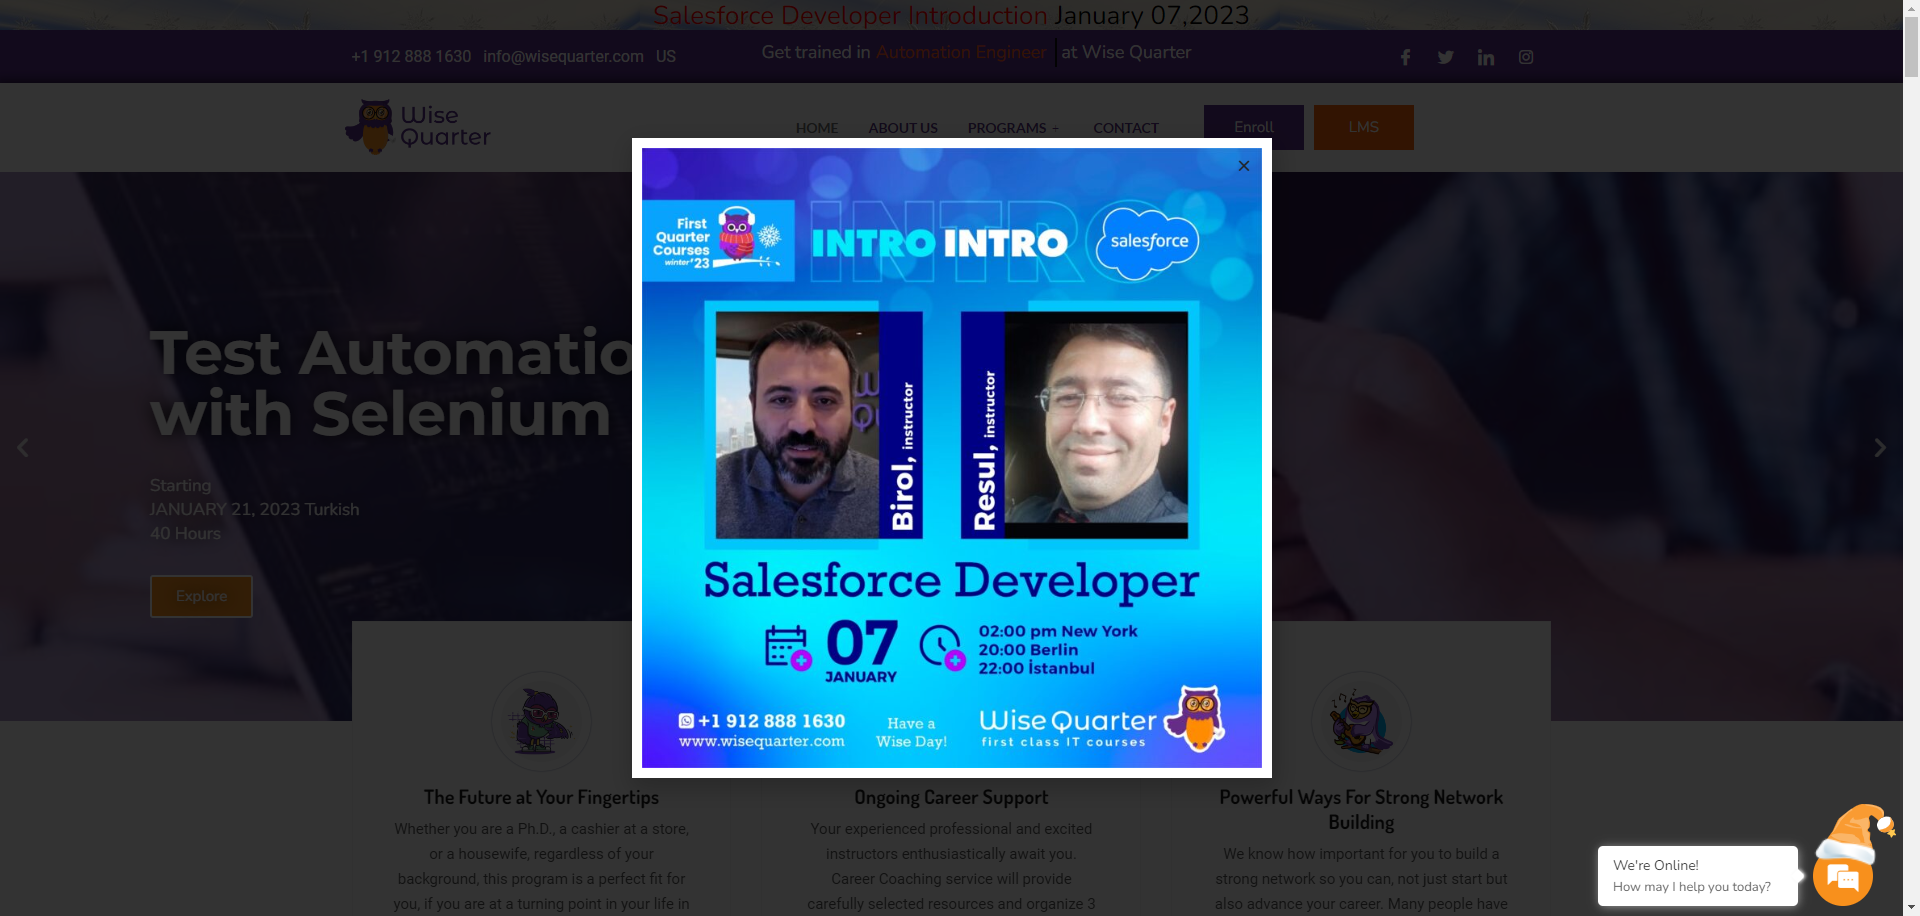 Salesforce Developer Introduction January 07,2023
+1 912 888 1630 info@wisequarter.com US
Get trained in Automation Engineer at Wise Quarter
Wise
Quarter
HOME ABOUT US PROGRAMS + CONTACT
Enroll
LMS
Test Automatio
with Selenium
Starting
JANUARY 21, 2023 Turkish
40 Hours
Explore
First
Quarter
Courses
winter'23
INTRO
INTRO INTRO
salesforce
Birol, instructor
Resul, instructor
Salesforce Developer
07
JANUARY
02:00 pm New York
20:00 Berlin
22:00 İstanbul
+1 912 888 1630
www.wisequarter.com
Have a
Wise Day!
Wise Quarter
first class IT courses
The Future at Your Fingertips
Whether you are a Ph.D., a cashier at a store,
or a housewife, regardless of your
background, this program is a perfect fit for
you, if you are at a turning point in your life in
Ongoing Career Support
Your experienced professional and excited
instructors enthusiastically await you.
Career Coaching service will provide
carefully selected resources and organize 3
Powerful Ways For Strong Network
Building
We know how important for you to build a
strong network so you can, not just start but
also advance your career. Many people have
We're Online!
How may I help you today?